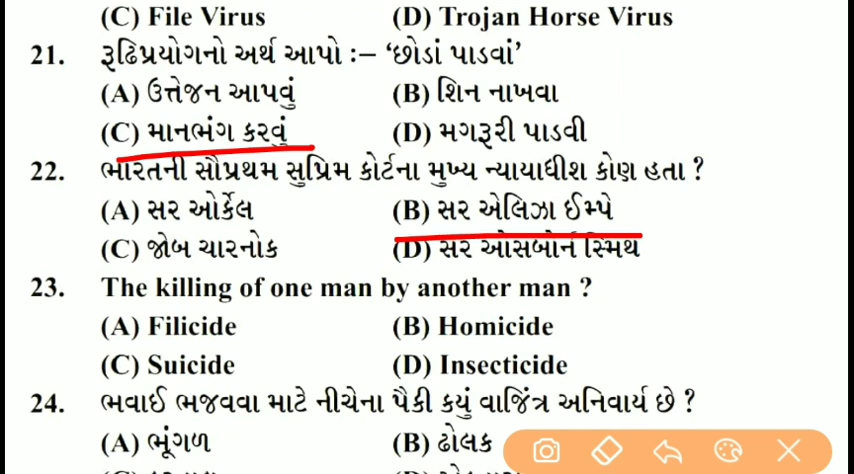 (C) File Virus (D) Trojan Horse Virus
21. રૂઢિપ્રયોગનો અર્થ આપો :– ‘છોડાં પાડવાં’
(A) ઉત્તેજન આપવું (B) શિન નાખવા
(C) માનભંગ કરવું (D) મગરૂરી પાડવી
22. ભારતની સૌપ્રથમ સુપ્રિમ કોર્ટના મુખ્ય ન્યાયાધીશ કોણ હતા ?
(A) સર ઓર્કેલ (B) સર એલિઝા ઈમ્પે
(C) જોબ ચારનોક (D) સર ઓસબોર્ન સ્મિથ
23. The killing of one man by another man ?
(A) Filicide (B) Homicide
(C) Suicide (D) Insecticide
24. ભવાઈ ભજવવા માટે નીચેના પૈકી કયું વાજિંત્ર અનિવાર્ય છે ?
(A) ભૂંગળ (B) ઢોલક